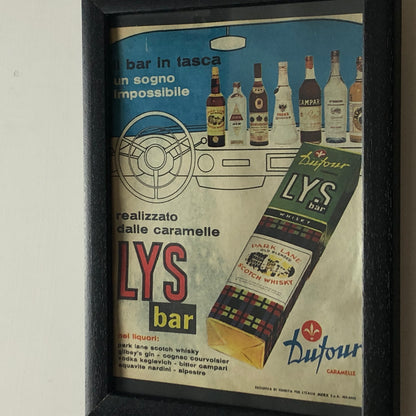 il bar in tasca
un sogno
impossibile
CAMPARI
Dufour
LYS
bar
WHISKY
PARK LANE
SCOTCH WHISKY
realizzato
dalle caramelle
LYS
bar
nei liquori:
park lane scotch whisky
gilbey's gin - cognac courvoisier
vodka keglevich - bitter campari
aquavite nardini - alpestre
Dufour
CARAMELLE